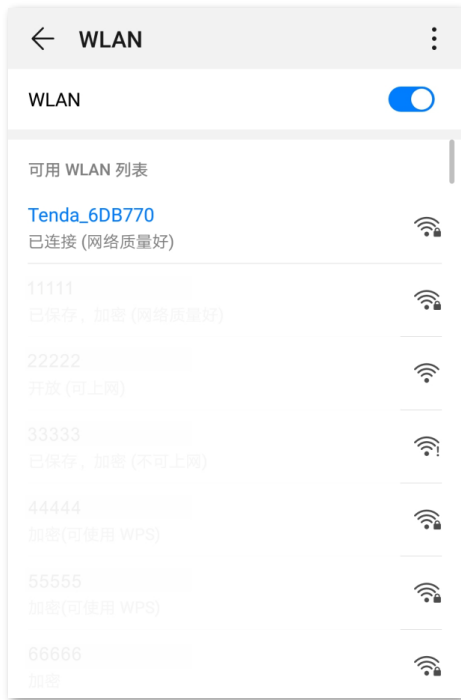 WLAN
WLAN
可用 WLAN 列表
Tenda_6DB770
已连接 (网络质量好)
11111
已保存，加密 (网络质量好)
22222
开放 (可上网)
33333
已保存，加密 (不可上网)
44444
加密(可使用 WPS)
55555
加密(可使用 WPS)
66666
加密